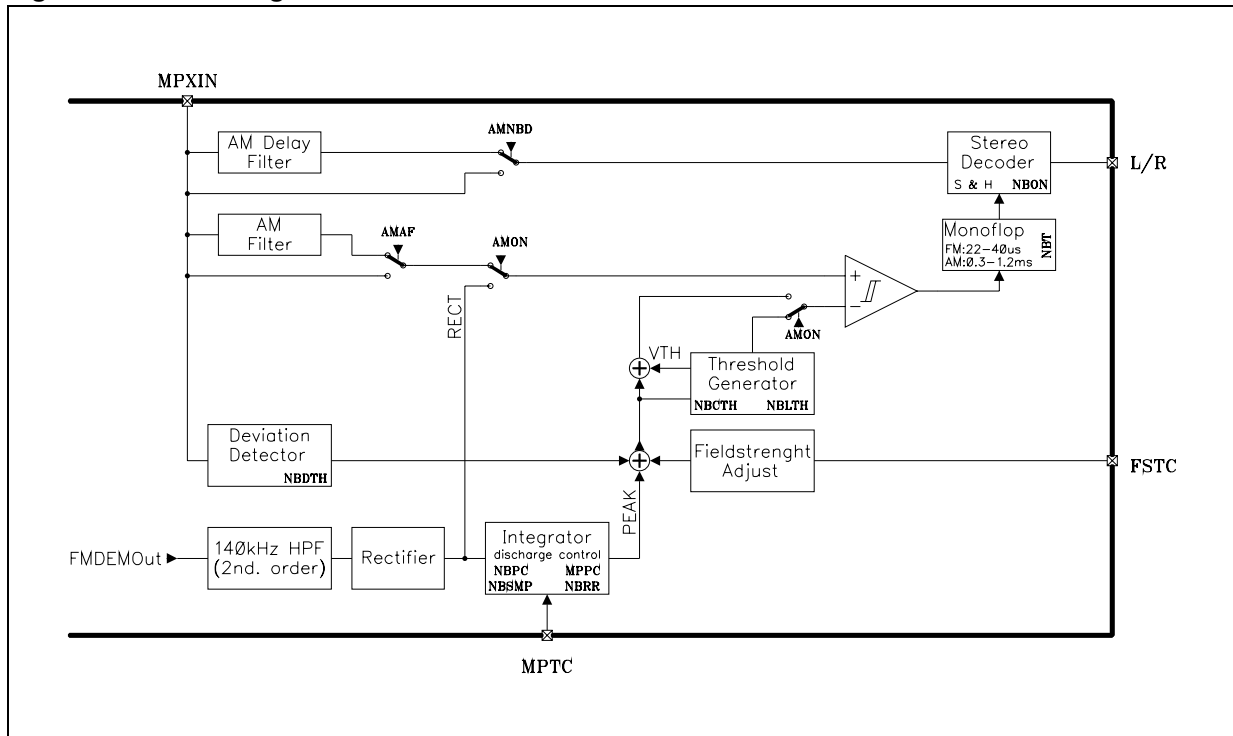 MPXIN
AM Delay
Filter
AMNBD
Stereo
Decoder
S & H NBON
L/R
AM
Filter
AMAF
AMON
Monoflop
FM:22-40us
AM:0.3-1.2ms
NBT
+
−
RECT
AMON
VTH
Threshold
Generator
NBCTH NBLTH
Deviation
Detector
NBDTH
Fieldstrenght
Adjust
FSTC
PEAK
FMDEMOut
140kHz HPF
(2nd. order)
Rectifier
Integrator
discharge control
NBPC MPPC
NBSMP NBRR
MPTC